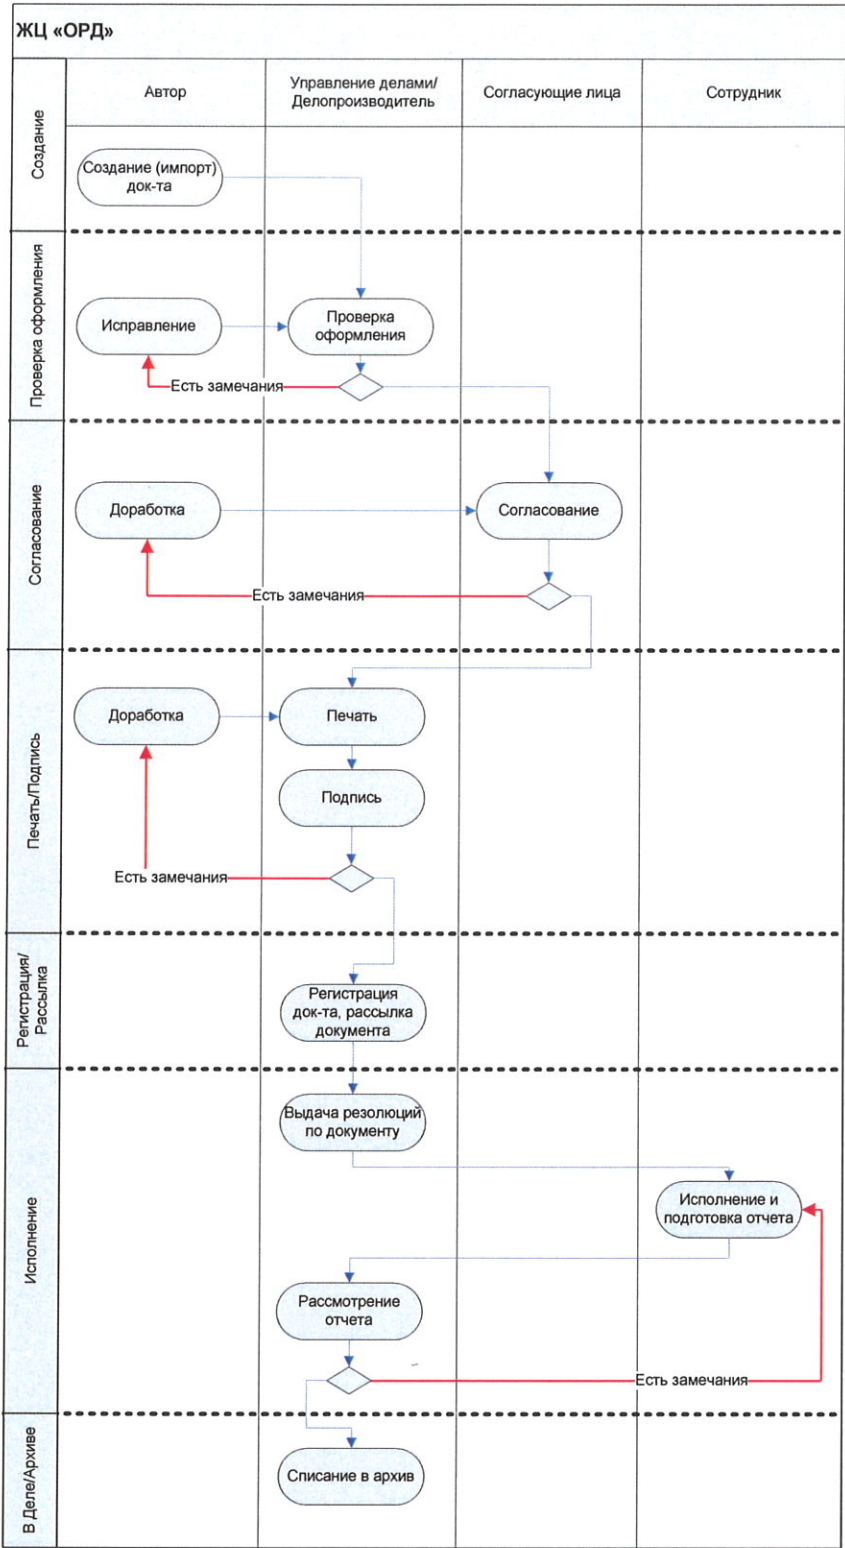 ЖЦ «ОРД»
Автор
Управление делами/
Делопроизводитель
Согласующие лица
Сотрудник
Создание
Создание (импорт)
док-та
Проверка оформления
Исправление
Проверка
оформления
Есть замечания
Согласование
Доработка
Согласование
Есть замечания
Печать/Подпись
Доработка
Печать
Подпись
Есть замечания
Регистрация/
Рассылка
Регистрация
док-та, рассылка
документа
Исполнение
Выдача резолюций
по документу
Исполнение и
подготовка отчета
Рассмотрение
отчета
Есть замечания
В Деле/Архиве
Списание в архив